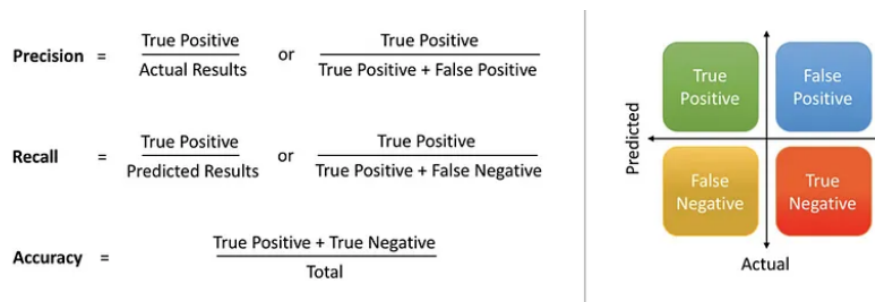 Precision = True Positive / Actual Results or True Positive / True Positive + False Positive
Recall = True Positive / Predicted Results or True Positive / True Positive + False Negative
Accuracy = True Positive + True Negative / Total
Predicted
True
Positive
False
Positive
False
Negative
True
Negative
Actual